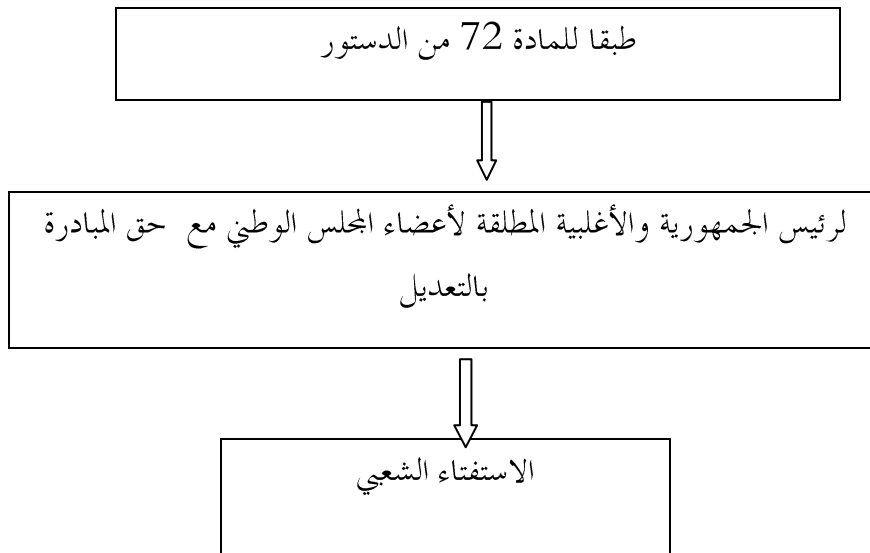 طبقا للمادة 72 من الدستور
لرئيس الجمهورية والأغلبية المطلقة لأعضاء المجلس الوطني مع حق المبادرة
بالتعديل
الاستفتاء الشعبي